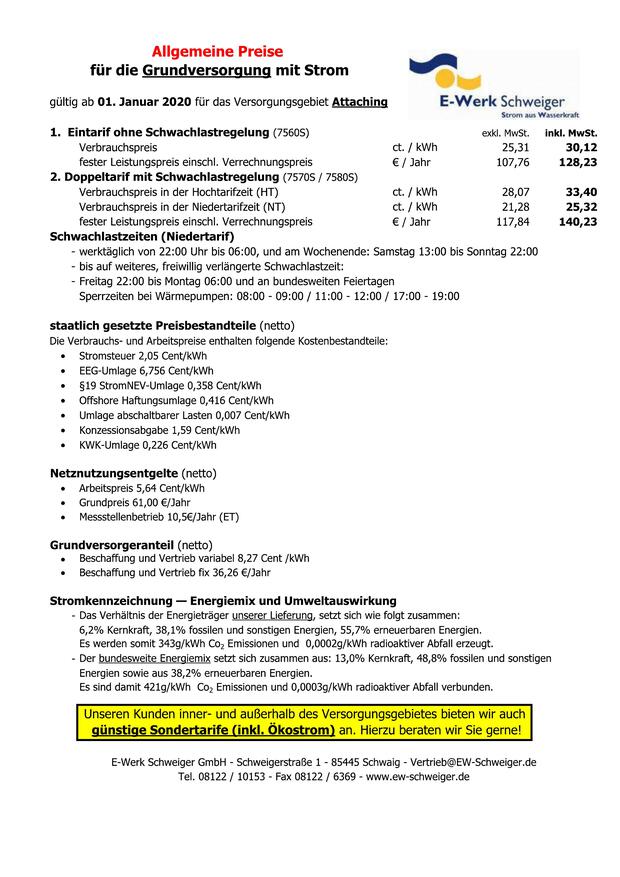 Allgemeine Preise
für die Grundversorgung mit Strom
E-Werk Schweiger
Strom aus Wasserkraft
gültig ab 01. Januar 2020 für das Versorgungsgebiet Attaching
1. Eintarif ohne Schwachlastregelung (7560S) exkl. MwSt. inkl. MwSt.
Verbrauchspreis ct. / kWh 25,31 30,12
fester Leistungspreis einschl. Verrechnungspreis € / Jahr 107,76 128,23
2. Doppeltarif mit Schwachlastregelung (7570S / 7580S)
Verbrauchspreis in der Hochtarifzeit (HT) ct. / kWh 28,07 33,40
Verbrauchspreis in der Niedertarifzeit (NT) ct. / kWh 21,28 25,32
fester Leistungspreis einschl. Verrechnungspreis € / Jahr 117,84 140,23
Schwachlastzeiten (Niedertarif)
- werktäglich von 22:00 Uhr bis 06:00, und am Wochenende: Samstag 13:00 bis Sonntag 22:00
- bis auf weiteres, freiwillig verlängerte Schwachlastzeit:
- Freitag 22:00 bis Montag 06:00 und an bundesweiten Feiertagen
Sperrzeiten bei Wärmepumpen: 08:00 - 09:00 / 11:00 - 12:00 / 17:00 - 19:00
staatlich gesetzte Preisbestandteile (netto)
Die Verbrauchs- und Arbeitspreise enthalten folgende Kostenbestandteile:
• Stromsteuer 2,05 Cent/kWh
• EEG-Umlage 6,756 Cent/kWh
• §19 StromNEV-Umlage 0,358 Cent/kWh
• Offshore Haftungsumlage 0,416 Cent/kWh
• Umlage abschaltbarer Lasten 0,007 Cent/kWh
• Konzessionsabgabe 1,59 Cent/kWh
• KWK-Umlage 0,226 Cent/kWh
Netznutzungsentgelte (netto)
• Arbeitspreis 5,64 Cent/kWh
• Grundpreis 61,00 €/Jahr
• Messstellenbetrieb 10,5€/Jahr (ET)
Grundversorgeranteil (netto)
• Beschaffung und Vertrieb variabel 8,27 Cent /kWh
• Beschaffung und Vertrieb fix 36,26 €/Jahr
Stromkennzeichnung — Energiemix und Umweltauswirkung
- Das Verhältnis der Energieträger unserer Lieferung, setzt sich wie folgt zusammen:
6,2% Kernkraft, 38,1% fossilen und sonstigen Energien, 55,7% erneuerbaren Energien.
Es werden somit 343g/kWh Co2 Emissionen und 0,0002g/kWh radioaktiver Abfall erzeugt.
- Der bundesweite Energiemix setzt sich zusammen aus: 13,0% Kernkraft, 48,8% fossilen und sonstigen
Energien sowie aus 38,2% erneuerbaren Energien.
Es sind damit 421g/kWh Co2 Emissionen und 0,0003g/kWh radioaktiver Abfall verbunden.
Unseren Kunden inner- und außerhalb des Versorgungsgebietes bieten wir auch
günstige Sondertarife (inkl. Ökostrom) an. Hierzu beraten wir Sie gerne!
E-Werk Schweiger GmbH - Schweigerstraße 1 - 85445 Schwaig - Vertrieb@EW-Schweiger.de
Tel. 08122 / 10153 - Fax 08122 / 6369 - www.ew-schweiger.de